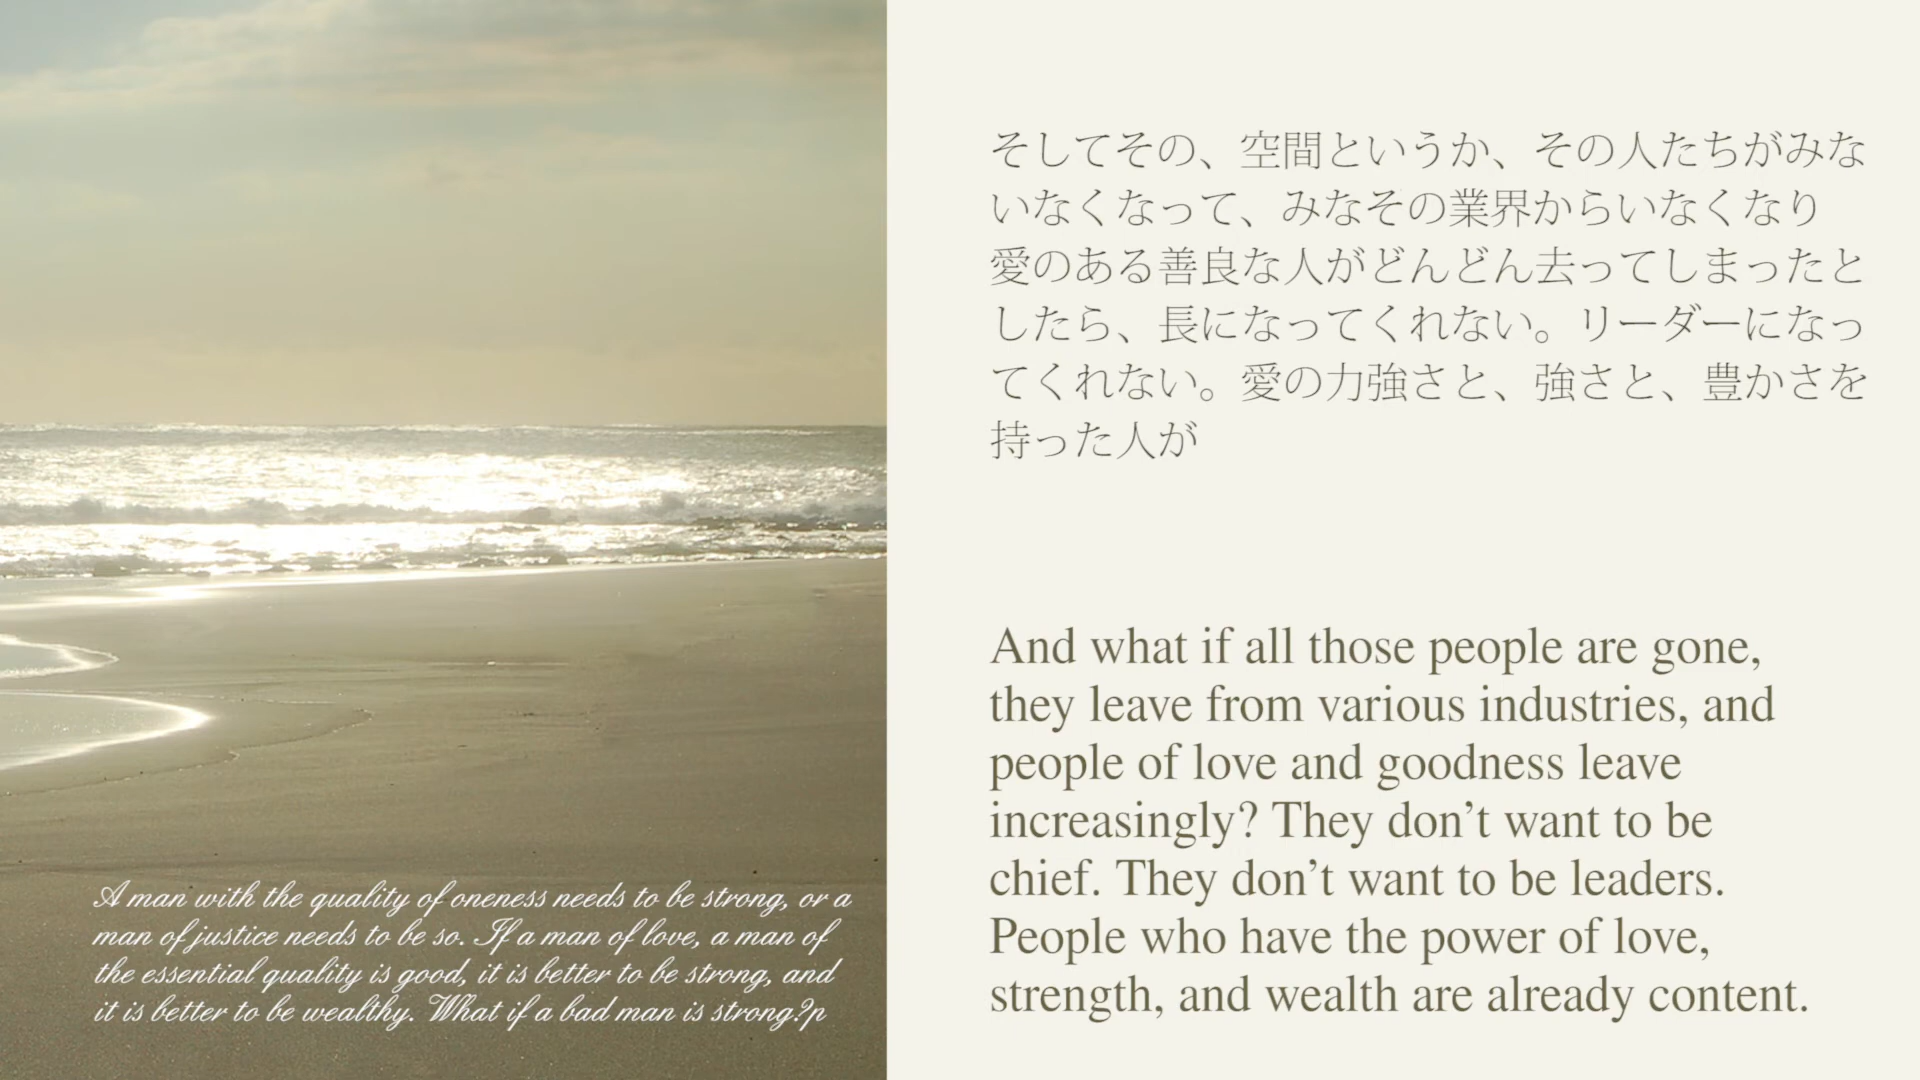 そしてその、空間というか、その人たちがみな
いなくなって、みなその業界からいなくなり
愛のある善良な人がどんどん去ってしまったと
したら、長になってくれない。リーダーになっ
てくれない。愛の力強さと、強さと、豊かさを
持った人が
And what if all those people are gone,
they leave from various industries, and
people of love and goodness leave
increasingly? They don’t want to be
chief. They don’t want to be leaders.
People who have the power of love,
strength, and wealth are already content.
A man with the quality of oneness needs to be strong, or a
man of justice needs to be so. If a man of love, a man of
the essential quality is good, it is better to be strong, and
it is better to be wealthy. What if a bad man is strong?p